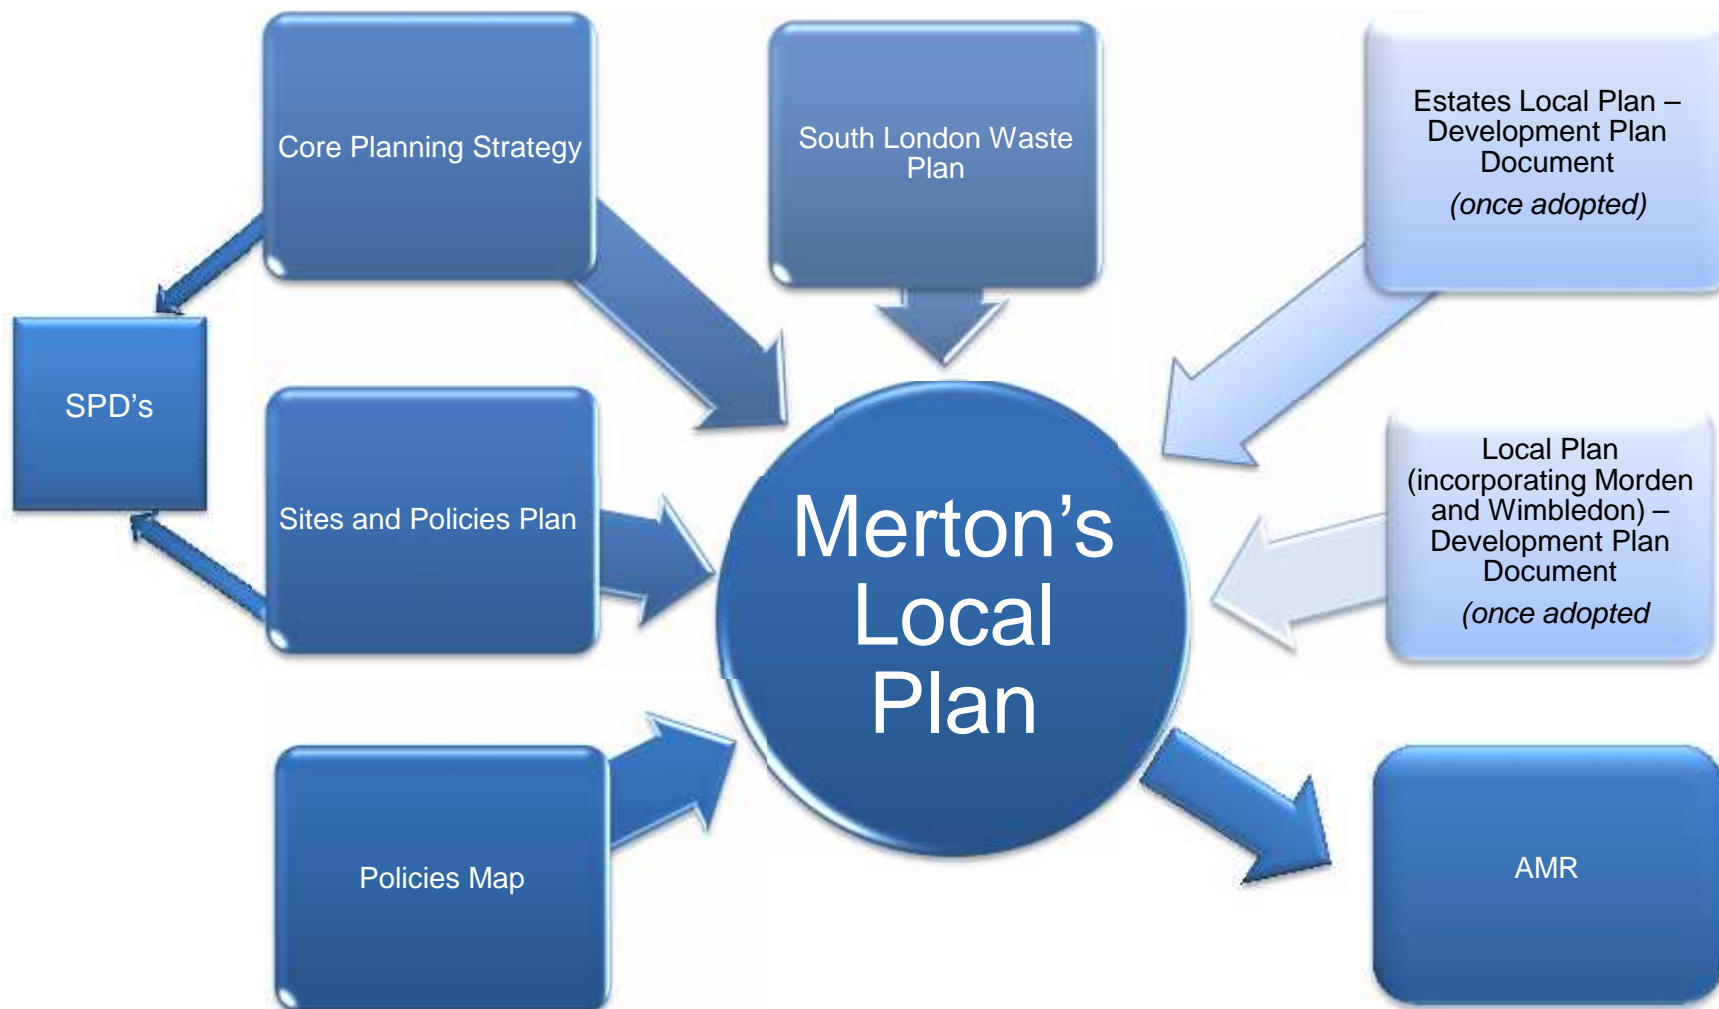 Core Planning Strategy
South London Waste
Plan
Estates Local Plan –
Development Plan
Document
(once adopted)
SPD’s
Sites and Policies Plan
Merton’s
Local
Plan
Local Plan
(incorporating Morden
and Wimbledon) –
Development Plan
Document
(once adopted
Policies Map
AMR